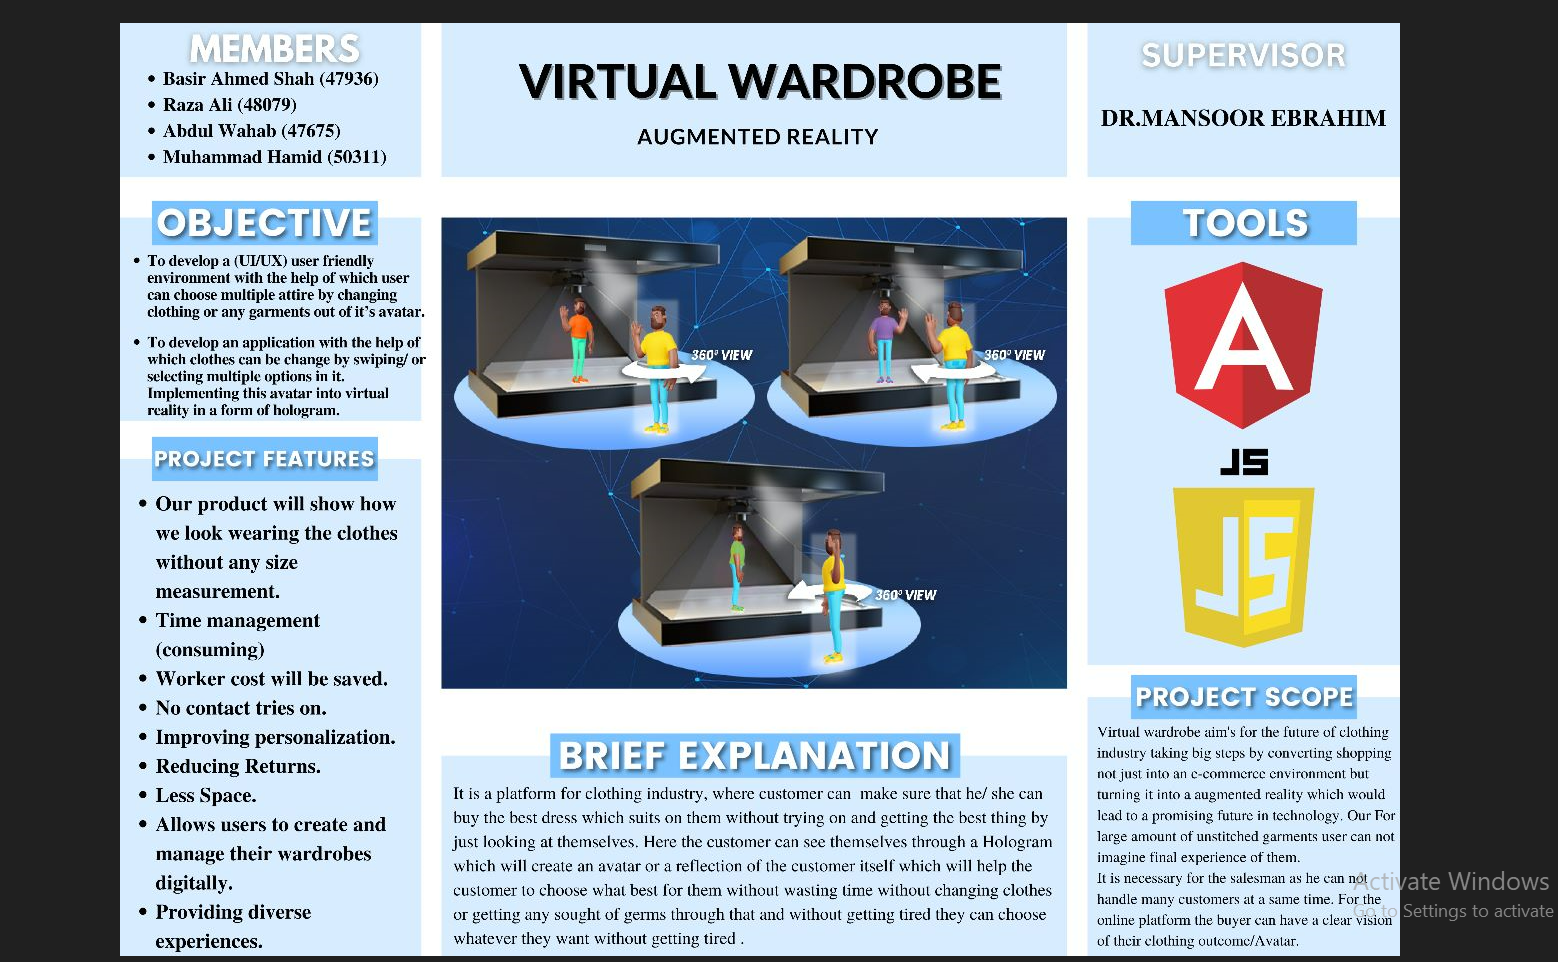 MEMBERS
• Basir Ahmed Shah (47936)
• Raza Ali (48079)
• Abdul Wahab (47675)
• Muhammad Hamid (50311)
VIRTUAL WARDROBE
AUGMENTED REALITY
SUPERVISOR
DR.MANSOOR EBRAHIM
OBJECTIVE
• To develop a (UI/UX) user friendly
environment with the help of which user
can choose multiple attire by changing
clothing or any garments out of it's avatar.
• To develop an application with the help of
which clothes can be change by swiping/ or
selecting multiple options in it.
Implementing this avatar into virtual
reality in a form of hologram.
PROJECT FEATURES
• Our product will show how
we look wearing the clothes
without any size
measurement.
• Time management
(consuming)
• Worker cost will be saved.
• No contact tries on.
• Improving personalization.
• Reducing Returns.
• Less Space.
• Allows users to create and
manage their wardrobes
digitally.
• Providing diverse
experiences.
360° VIEW
360° VIEW
360° VIEW
BRIEF EXPLANATION
It is a platform for clothing industry, where customer can make sure that he/ she can
buy the best dress which suits on them without trying on and getting the best thing by
just looking at themselves. Here the customer can see themselves through a Hologram
which will create an avatar or a reflection of the customer itself which will help the
customer to choose what best for them without wasting time without changing clothes
or getting any sought of germs through that and without getting tired they can choose
whatever they want without getting tired .
TOOLS
A
JS
JS
PROJECT SCOPE
Virtual wardrobe aim's for the future of clothing
industry taking big steps by converting shopping
not just into an e-commerce environment but
turning it into a augmented reality which would
lead to a promising future in technology. Our For
large amount of unstitched garments user can not
imagine final experience of them.
It is necessary for the salesman as he can not
handle many customers at a same time. For the
online platform the buyer can have a clear vision
of their clothing outcome/Avatar.
Activate Windows
Go to Settings to activate